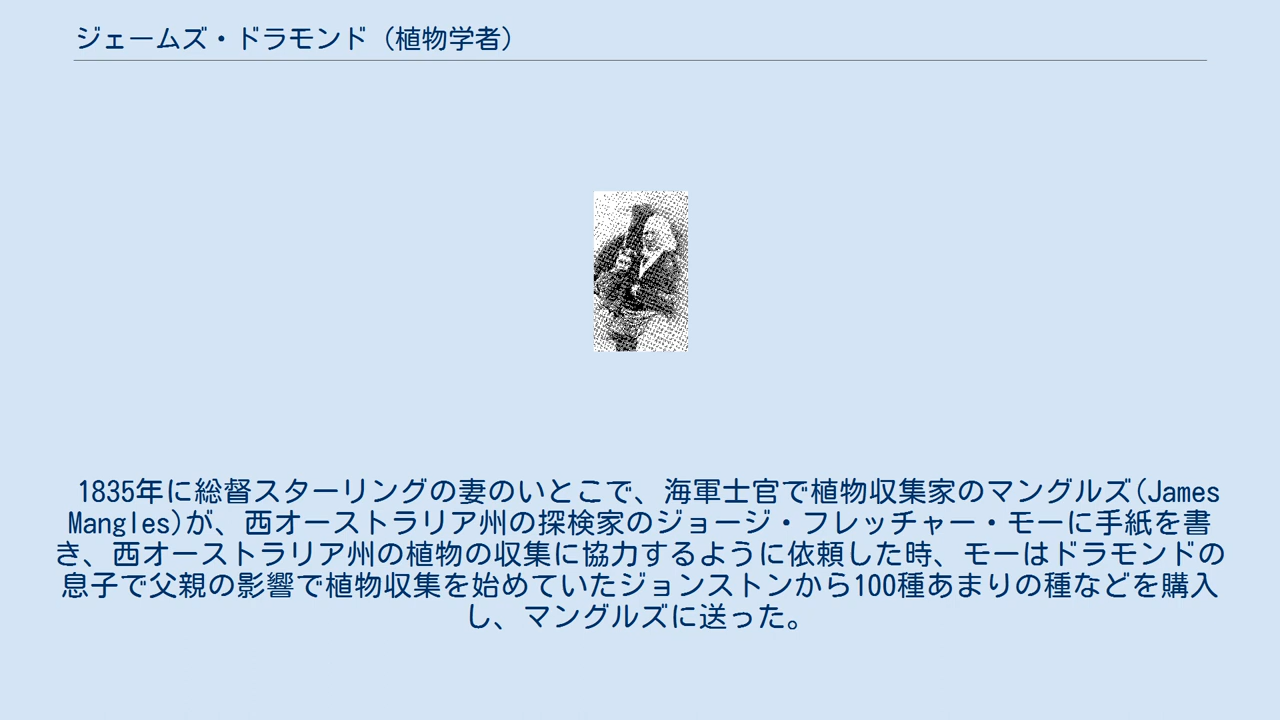 ジェームズ・ドラモンド（植物学者）
1835年に総督スターリングの妻のいとこで、海軍士官で植物収集家のマングルズ(James
Mangles)が、西オーストラリア州の探検家のジョージ・フレッチャー・モーに手紙を書
き、西オーストラリア州の植物の収集に協力するように依頼した時、モーはドラモンドの
息子で父親の影響で植物収集を始めていたジョンストンから100種あまりの種などを購入
し、マングルズに送った。